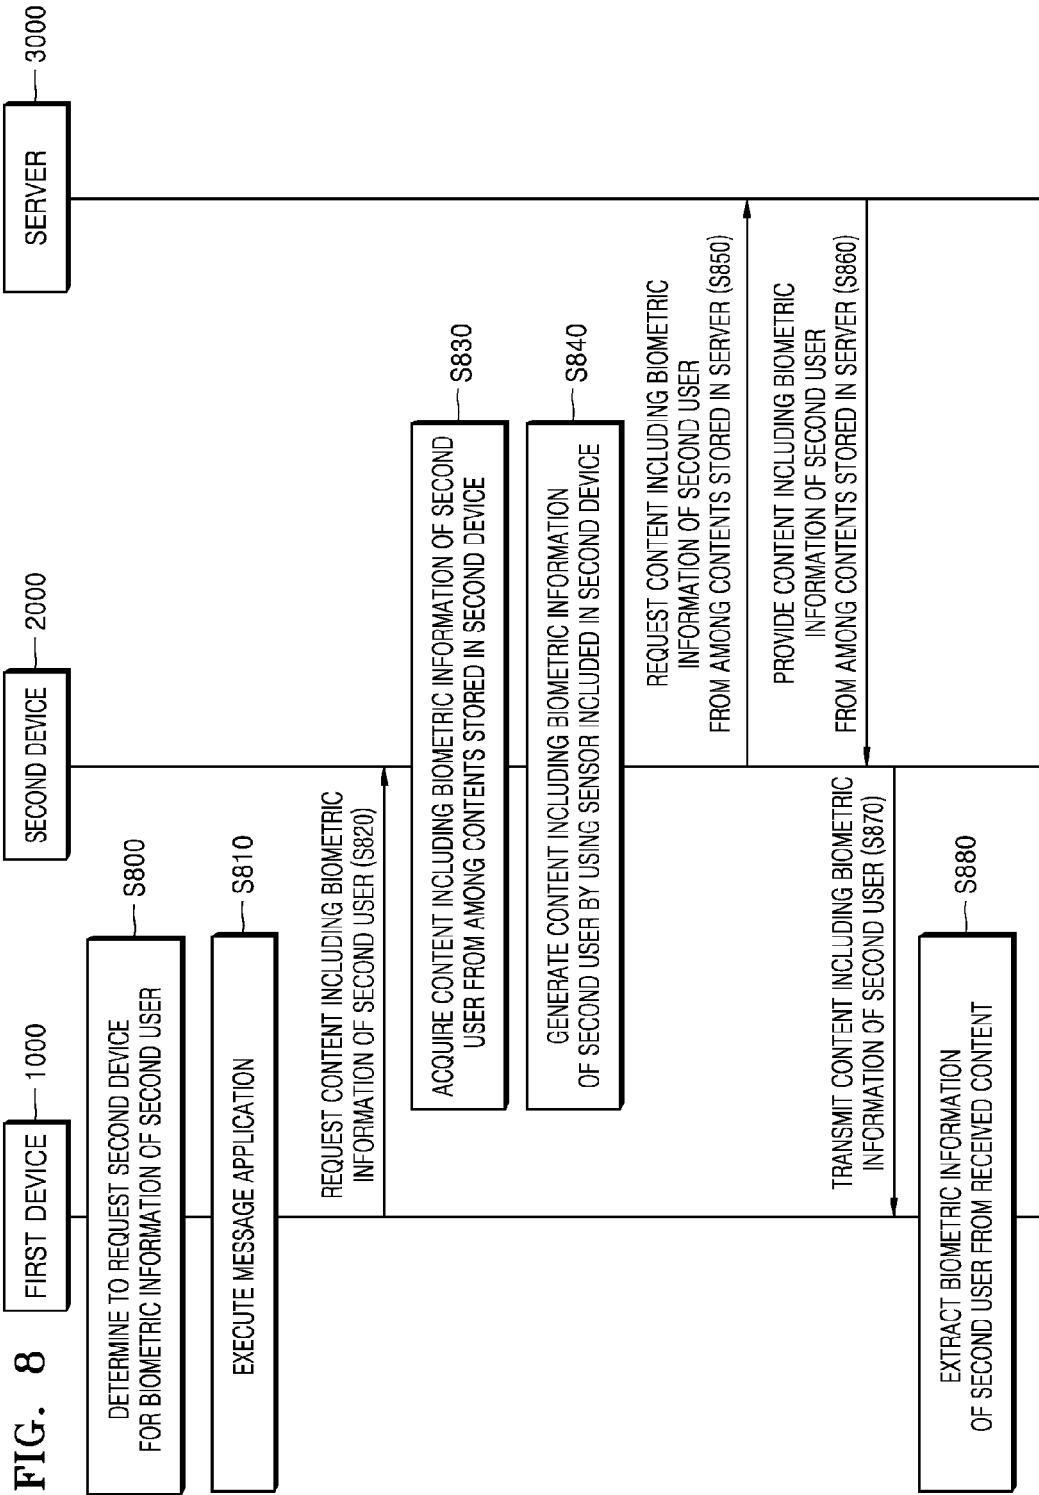 FIG. 8
FIRST DEVICE
1000
SECOND DEVICE
2000
SERVER
3000
DETERMINE TO REQUEST SECOND DEVICE
FOR BIOMETRIC INFORMATION OF SECOND USER
S800
EXECUTE MESSAGE APPLICATION
S810
REQUEST CONTENT INCLUDING BIOMETRIC
INFORMATION OF SECOND USER (S820)
ACQUIRE CONTENT INCLUDING BIOMETRIC INFORMATION OF SECOND
USER FROM AMONG CONTENTS STORED IN SECOND DEVICE
S830
GENERATE CONTENT INCLUDING BIOMETRIC INFORMATION
OF SECOND USER BY USING SENSOR INCLUDED IN SECOND DEVICE
S840
REQUEST CONTENT INCLUDING BIOMETRIC
INFORMATION OF SECOND USER
FROM AMONG CONTENTS STORED IN SERVER (S850)
PROVIDE CONTENT INCLUDING BIOMETRIC
INFORMATION OF SECOND USER
FROM AMONG CONTENTS STORED IN SERVER (S860)
TRANSMIT CONTENT INCLUDING BIOMETRIC
INFORMATION OF SECOND USER (S870)
EXTRACT BIOMETRIC INFORMATION
OF SECOND USER FROM RECEIVED CONTENT
S880